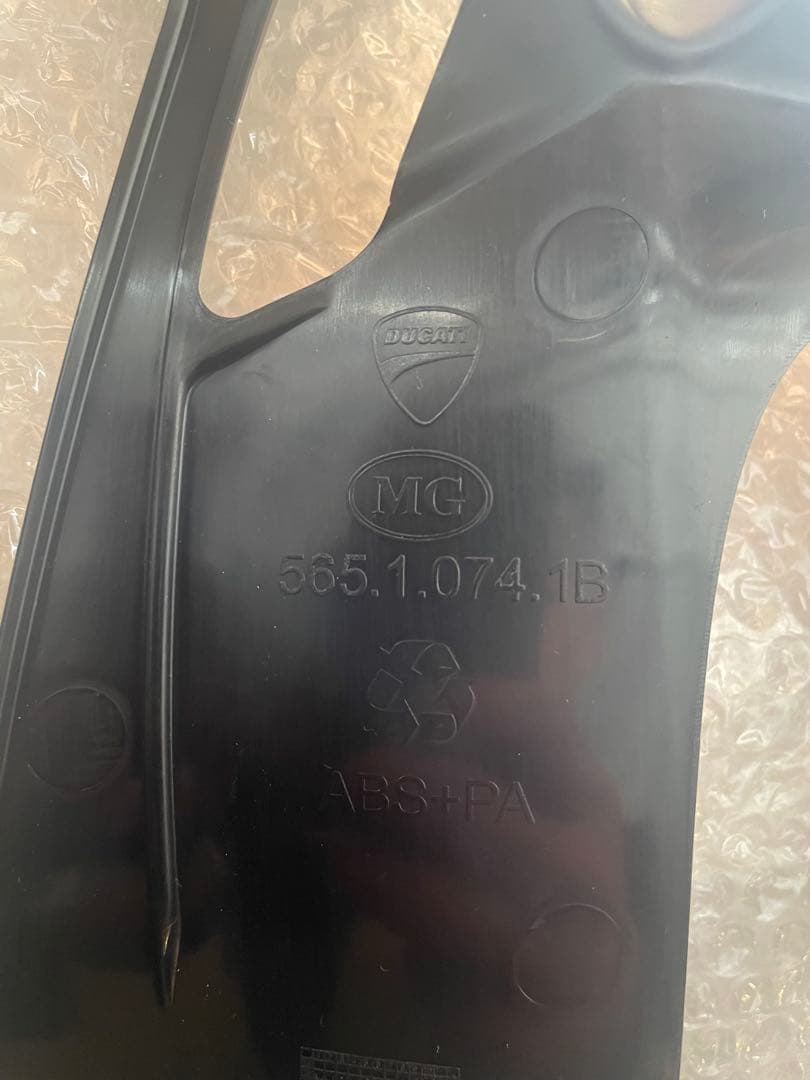 DUCATI
MG
565.1.074.1B
ABS+PA